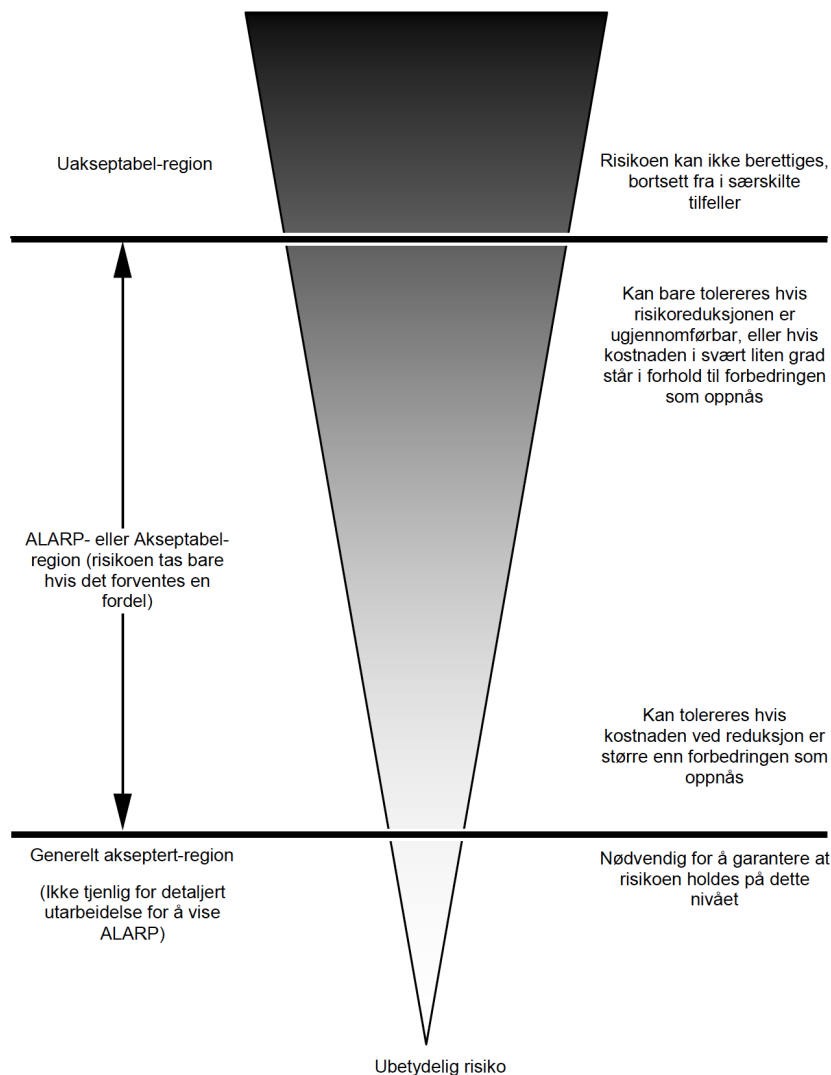 Uakseptabel-region
Risikoen kan ikke berettiges,
bortsett fra i særskilte
tilfeller
Kan bare tolereres hvis
risikoreduksjonen er
ugjennomførbar, eller hvis
kostnaden i svært liten grad
står i forhold til forbedringen
som oppnås
ALARP- eller Akseptabel-
region (risikoen tas bare
hvis det forventes en
fordel)
Kan tolereres hvis
kostnaden ved reduksjon er
større enn forbedringen som
oppnås
Generelt akseptert-region
(Ikke tjenlig for detaljert
utarbeidelse for å vise
ALARP)
Nødvendig for å garantere at
risikoen holdes på dette
nivået
Ubetydelig risiko